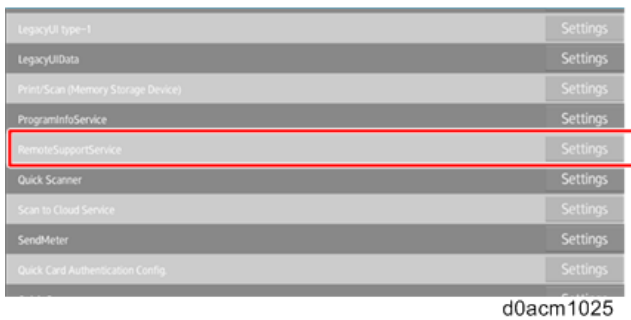 LegacyUI type-1 Settings
LegacyUIData Settings
Print/Scan (Memory Storage Device) Settings
ProgramInfoService Settings
RemoteSupportService Settings
Quick Scanner Settings
Scan to Cloud Service Settings
SendMeter Settings
Quick Card Authentication Config. Settings
d0acm1025